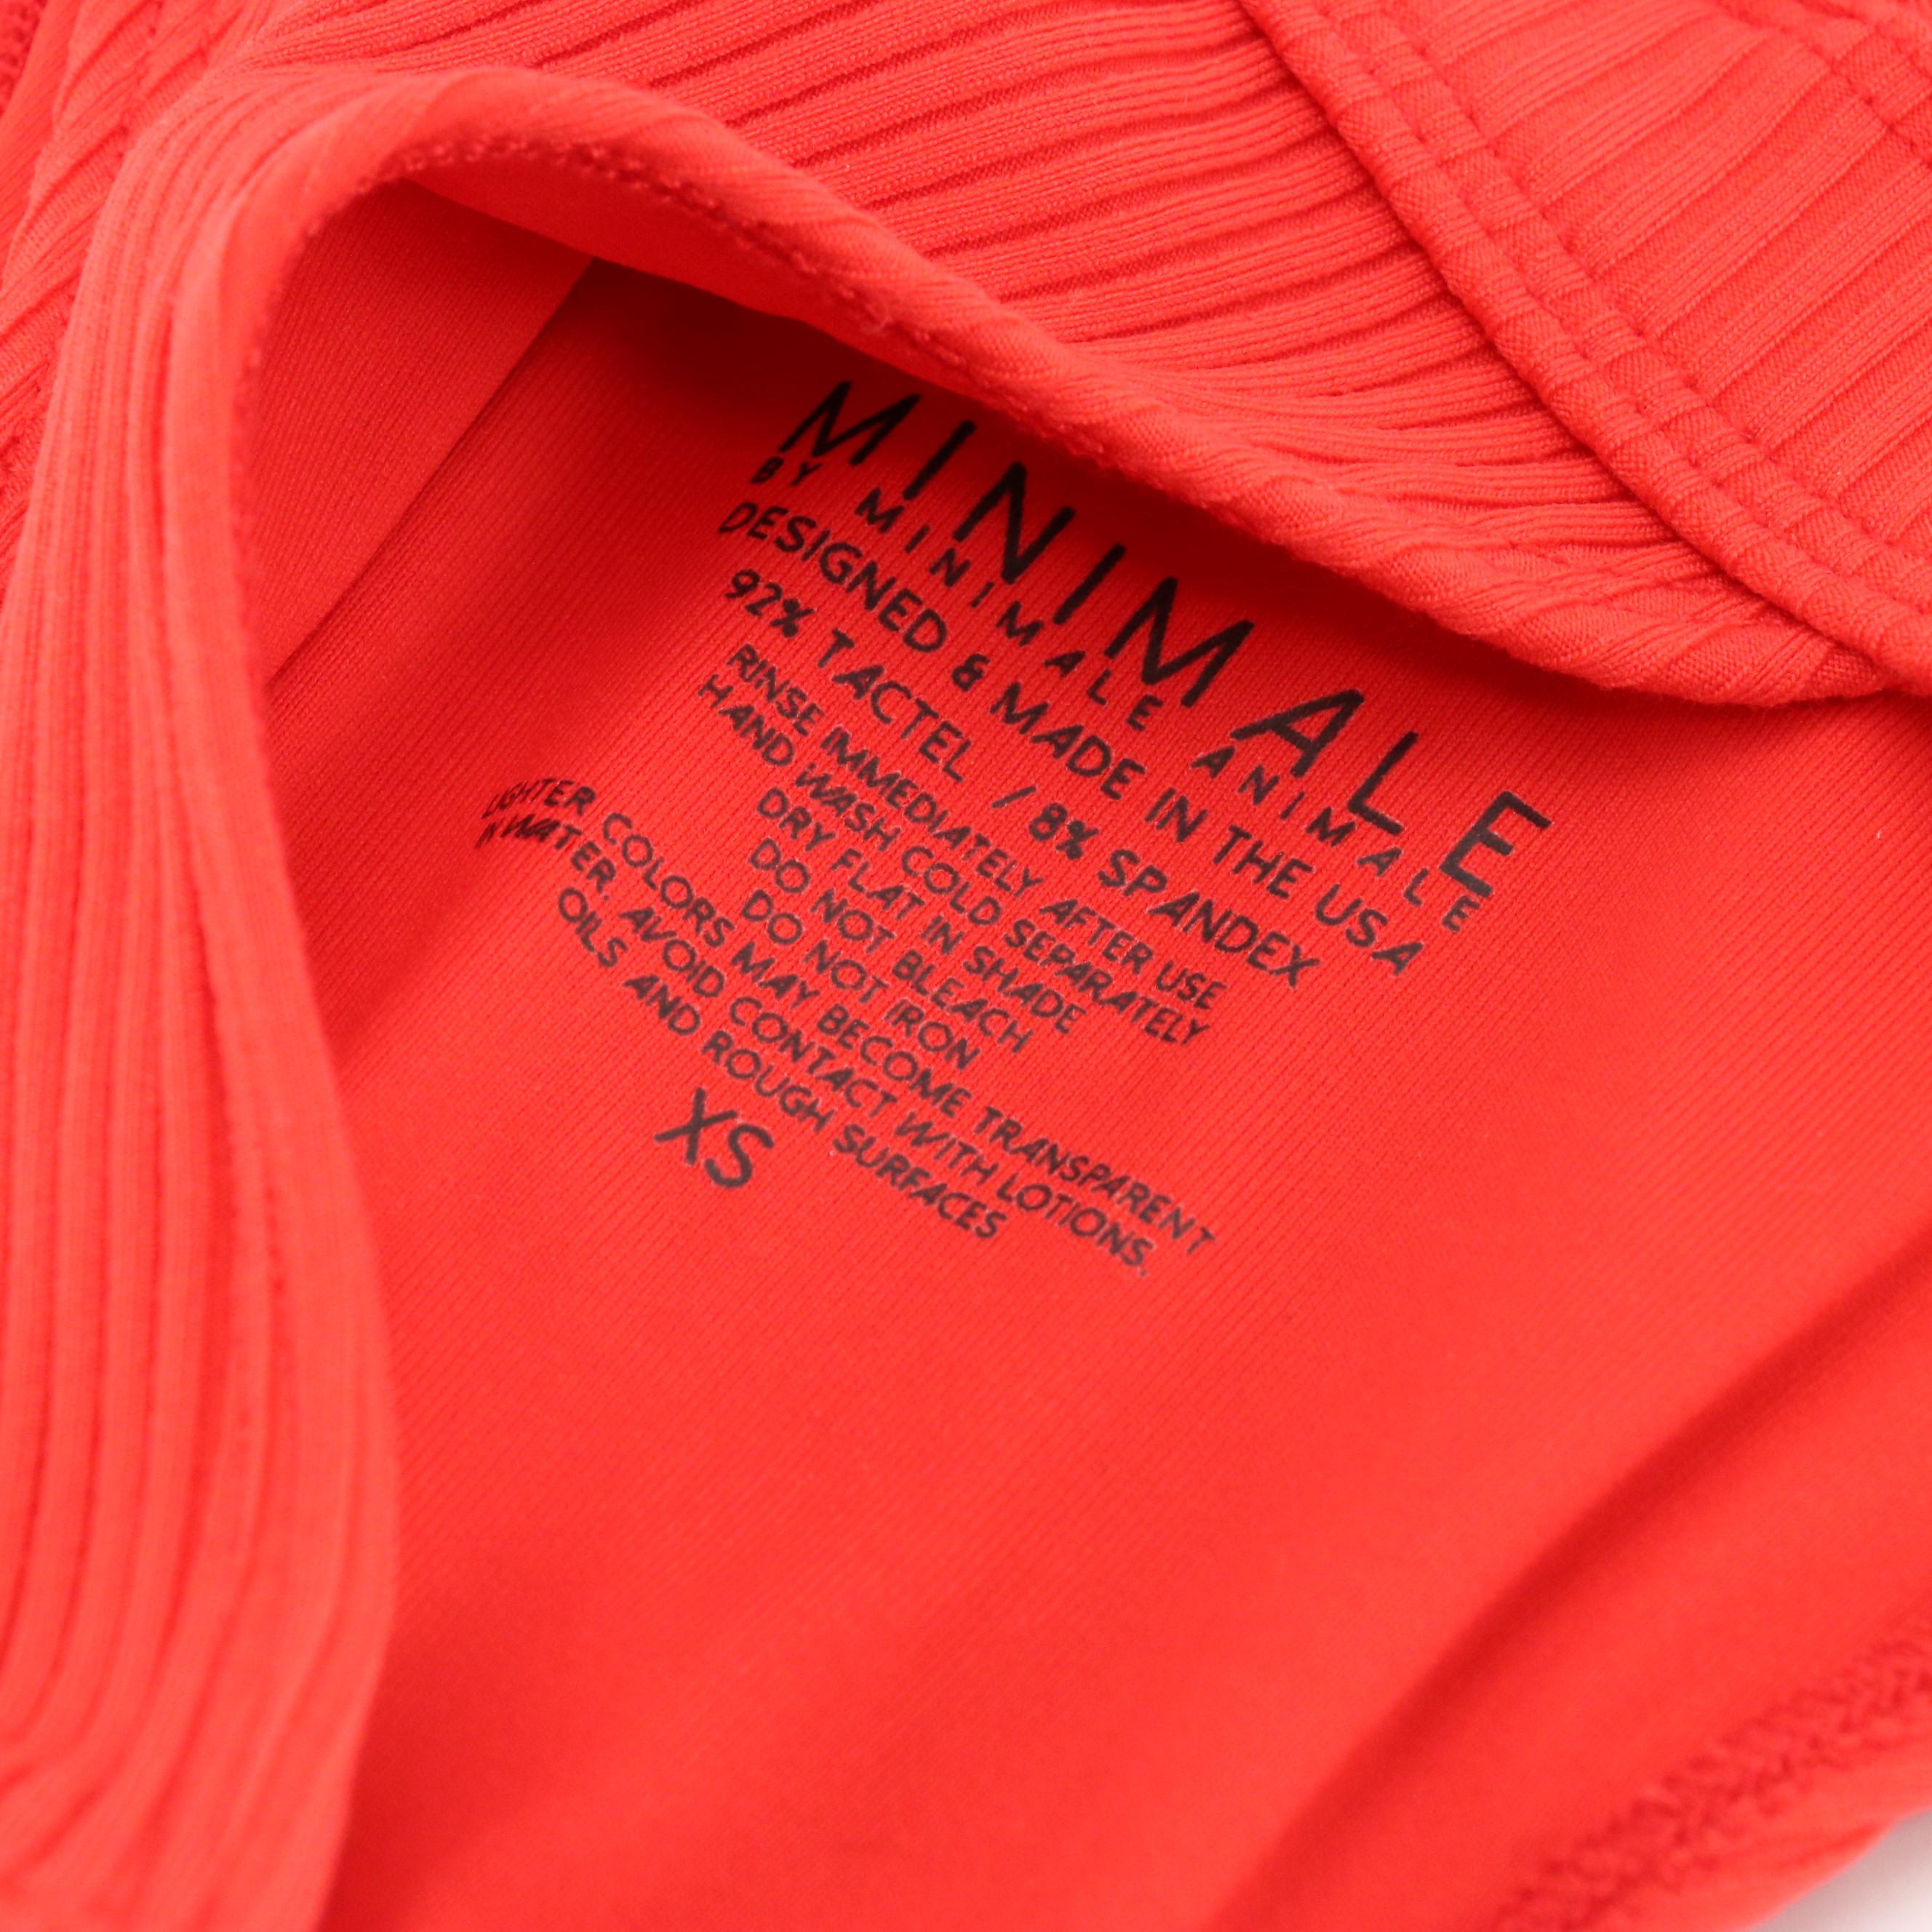 MINIMALE
BY MINIMALE ANIMALE
DESIGNED & MADE IN THE USA
92% TACTEL / 8% SPANDEX
RINSE IMMEDIATELY AFTER USE
HAND WASH COLD SEPARATELY
DRY FLAT IN SHADE
DO NOT BLEACH
DO NOT IRON
LIGHTER COLORS MAY BECOME TRANSPARENT
IN WATER. AVOID CONTACT WITH LOTIONS.
OILS AND ROUGH SURFACES
XS